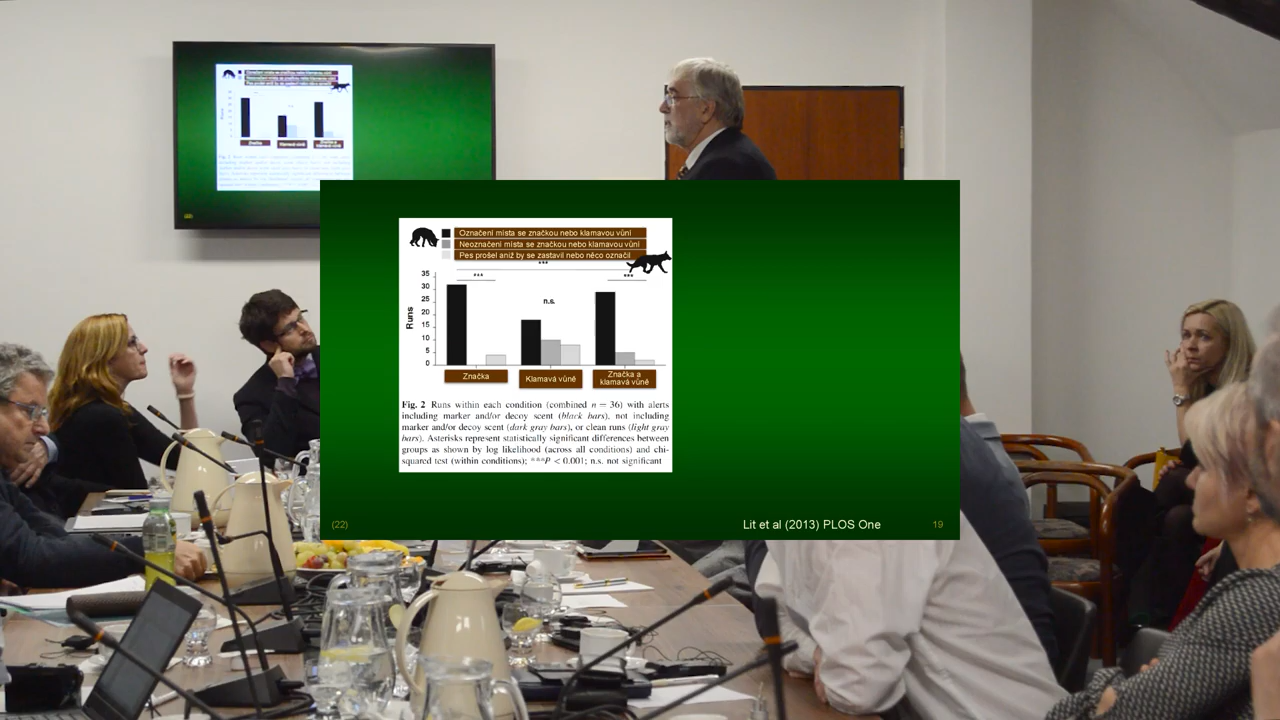 Označení místa se značkou nebo klamavou vůní
Neoznačení místa se značkou nebo klamavou vůní
Pes prošel aniž by se zastavil nebo něco označil
***
***
***
n.s.
Runs
35
30
25
20
15
10
5
0
Značka
Klamavá vůně
Značka a
klamavá vůně
Fig. 2 Runs within each condition (combined n = 36) with alerts
including marker and/or decoy scent (black bars), not including
marker and/or decoy scent (dark gray bars), or clean runs (light gray
bars). Asterisks represent statistically significant differences between
groups as shown by log likelihood (across all conditions) and chi-
squared test (within conditions); ***P < 0.001; n.s. not significant
(22)
Lit et al (2013) PLOS One
19